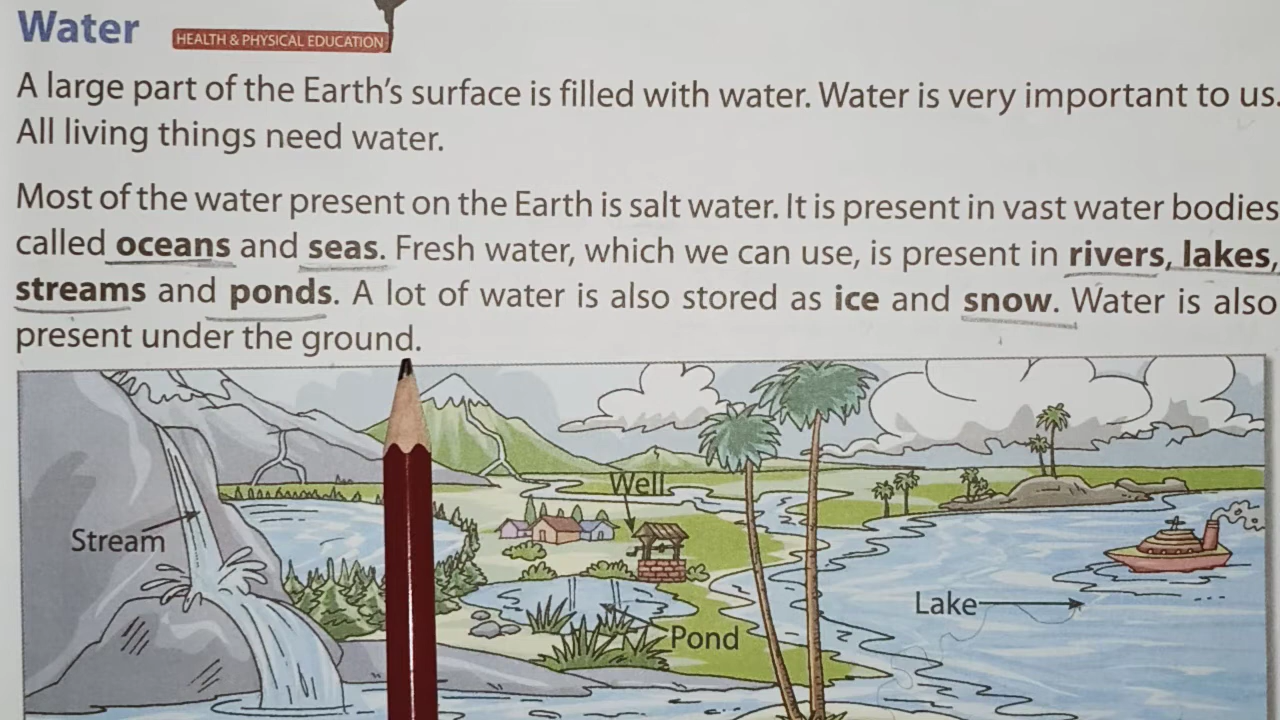 Water
HEALTH & PHYSICAL EDUCATION
A large part of the Earth's surface is filled with water. Water is very important to us.
All living things need water.
Most of the water present on the Earth is salt water. It is present in vast water bodies
called oceans and seas. Fresh water, which we can use, is present in rivers, lakes,
streams and ponds. A lot of water is also stored as ice and snow. Water is also
present under the ground.
Well
Stream
Lake
Pond